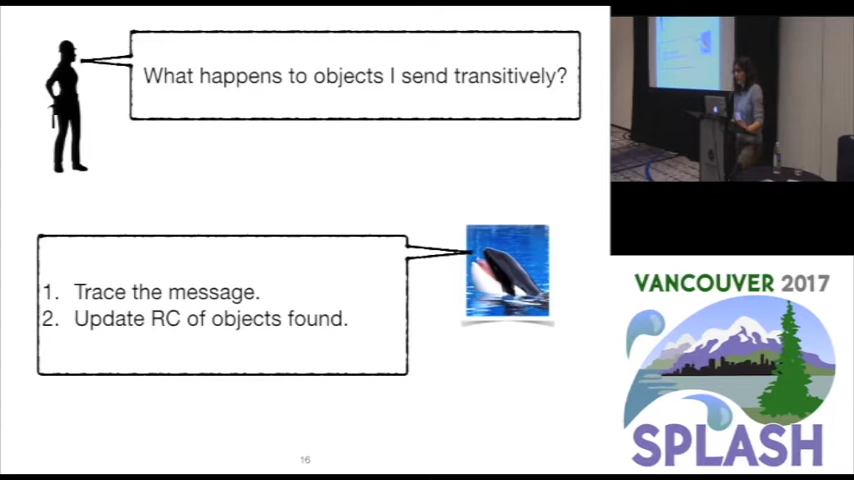 What happens to objects I send transitively?
1. Trace the message.
2. Update RC of objects found.
16
VANCOUVER 2017
SPLASH